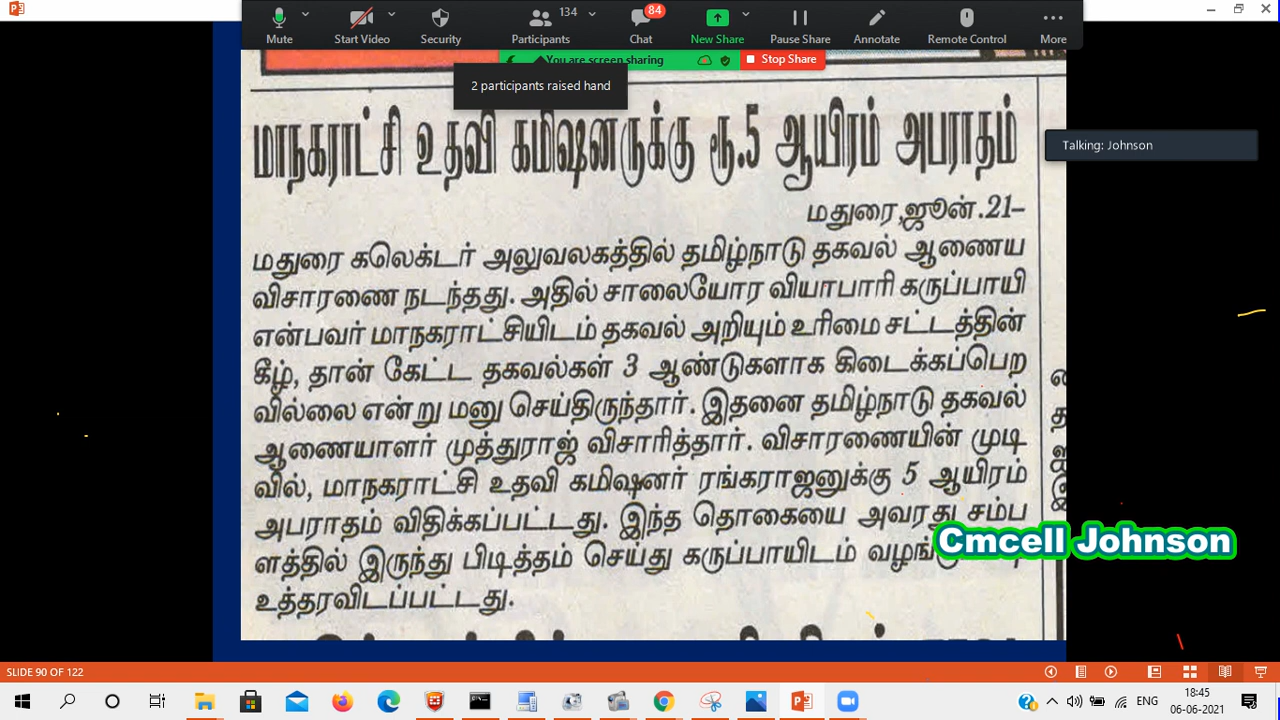 134
84
Mute
Start Video
Security
Participants
Chat
New Share
Pause Share
Annotate
Remote Control
More
You are screen sharing
Stop Share
2 participants raised hand
Talking: Johnson
மாநகராட்சி உதவி கமிஷனருக்கு ரூ.5 ஆயிரம் அபராதம்
மதுரை,ஜூன்.21–
மதுரை கலெக்டர் அலுவலகத்தில் தமிழ்நாடு தகவல் ஆணைய
விசாரணை நடந்தது. அதில் சாலையோர வியாபாரி கருப்பாயி
என்பவர் மாநகராட்சியிடம் தகவல் அறியும் உரிமை சட்டத்தின்
கீழ், தான் கேட்ட தகவல்கள் 3 ஆண்டுகளாக கிடைக்கப்பெற
வில்லை என்று மனு செய்திருந்தார். இதனை தமிழ்நாடு தகவல்
ஆணையாளர் முத்துராஜ் விசாரித்தார். விசாரணையின் முடி
வில், மாநகராட்சி உதவி கமிஷனர் ரங்கராஜனுக்கு 5 ஆயிரம்
அபராதம் விதிக்கப்பட்டது. இந்த தொகையை அவரது சம்ப
ளத்தில் இருந்து பிடித்தம் செய்து கருப்பாயிடம்
உத்தரவிடப்பட்டது.
Cmcell Johnson
SLIDE 90 OF 122
ENG
18:45
06-06-2021